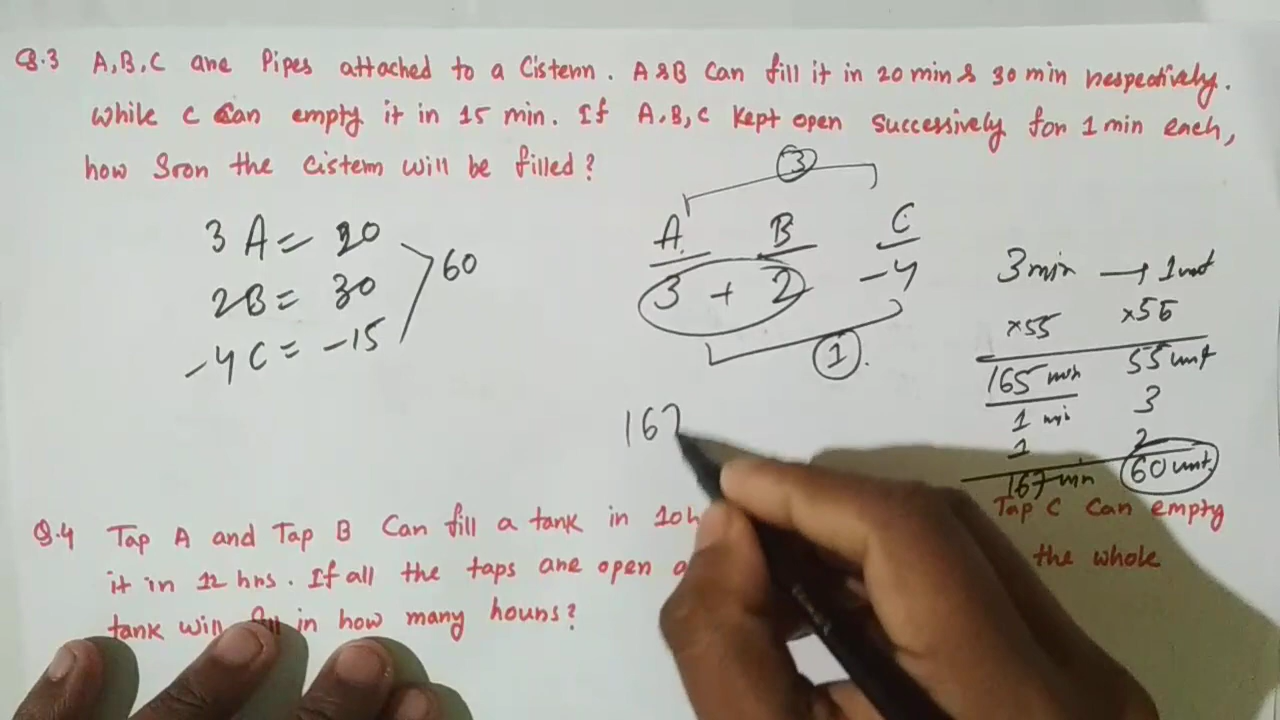 Q.3 A,B,C are Pipes attached to a Cistern. A & B Can fill it in 20 min & 30 min respectively.
While C can empty it in 15 min. If A,B,C Kept open successively for 1 min each,
how soon the cistern will be filled?
3
3 A = 20
2B = 30
-4 C = -15
60
A B C
3 + 2 -4
1
3 min → 1 unit
×55 ×55
165 min 55 unit
1 min 3
1 2
167 min 60 unit
167
Q.4 Tap A and Tap B Can fill a tank in 10h Tap C Can empty
it in 12 hrs. If all the taps are open a the whole
tank will fill in how many hours?